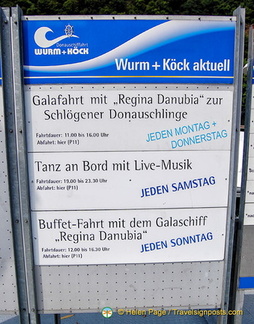 Donauschiffahrt
WURM + KÖCK
Wurm + Köck aktuell
Galafahrt mit „Regina Danubia" zur
Schlögener Donauschlinge
Fahrtdauer: 11.00 bis 16.00 Uhr
Abfahrt: hier (P11)
JEDEN MONTAG +
DONNERSTAG
Tanz an Bord mit Live-Musik
Fahrtdauer: 19.00 bis 23.30 Uhr
Abfahrt: hier (P11)
JEDEN SAMSTAG
Buffet-Fahrt mit dem Galaschiff
„Regina Danubia"
Fahrtdauer: 12.00 bis 16.30 Uhr
Abfahrt: hier (P11)
JEDEN SONNTAG
© Helen Page / Travelsignposts.com